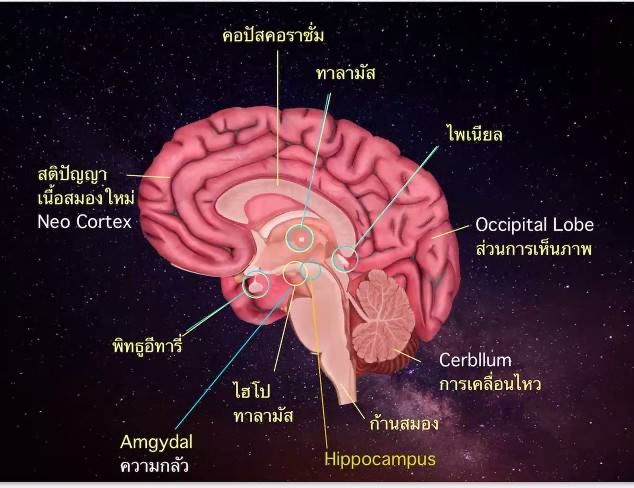 คอปัสคอราซั่ม
ทาลามัส
ไพเนียล
สติปัญญา
เนื้อสมองใหม่
Neo Cortex
Occipital Lobe
ส่วนการเห็นภาพ
พิทธูอีทารี่
Cerbllum
การเคลื่อนไหว
ไฮโป
ทาลามัส
ก้านสมอง
Amgydal
ความกลัว
Hippocampus